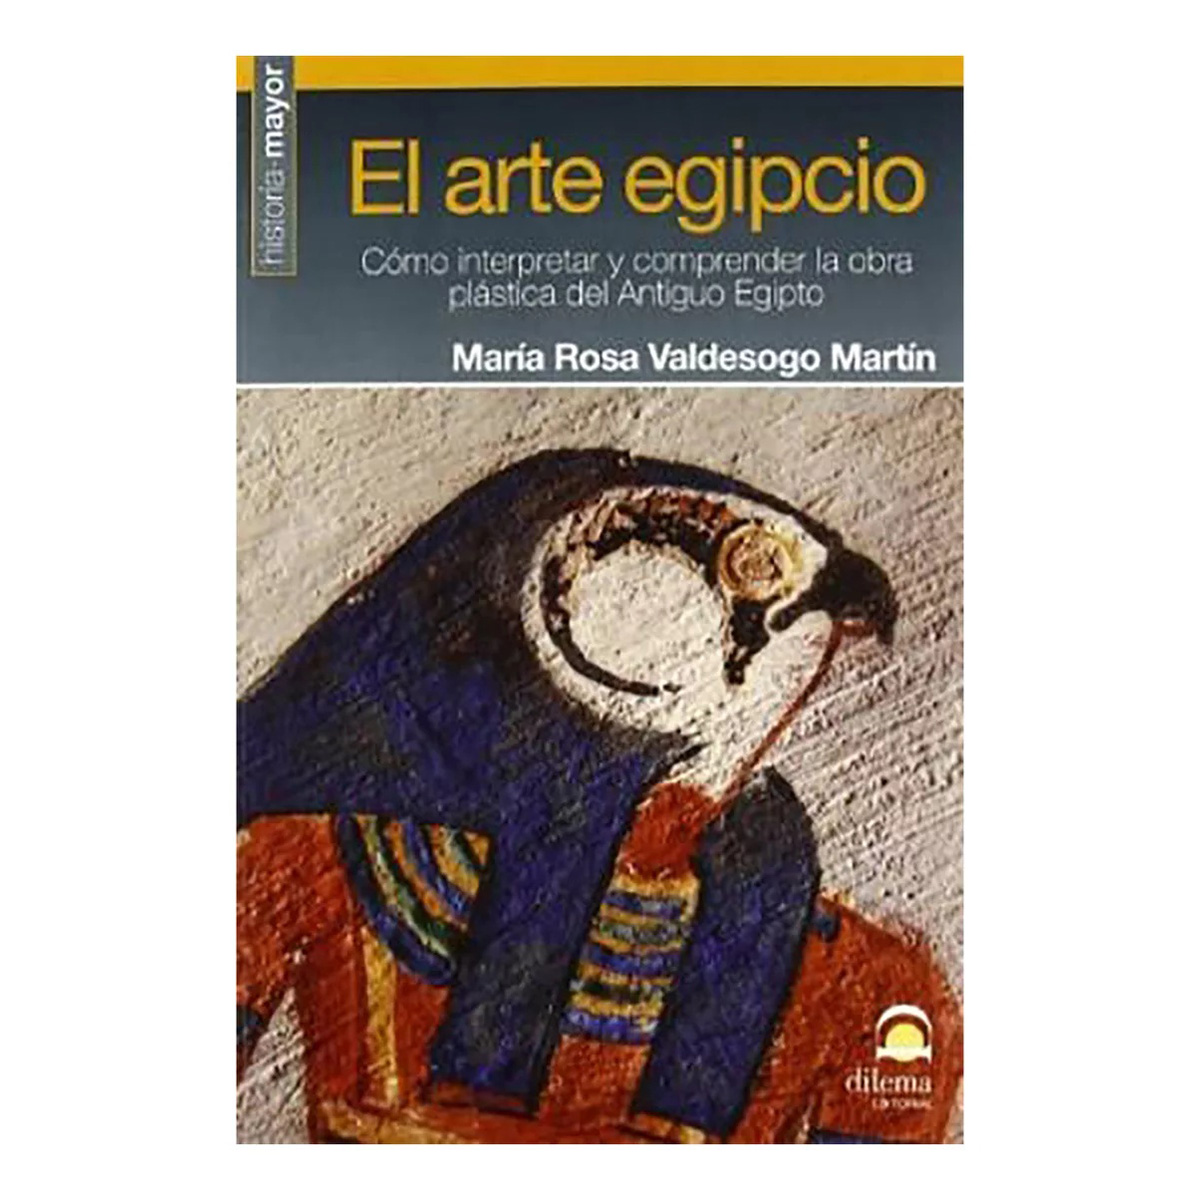 historia-mayor
El arte egipcio
Cómo interpretar y comprender la obra
plástica del Antiguo Egipto
María Rosa Valdesogo Martín
dilema
EDITORIAL